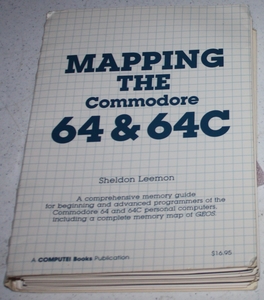 MAPPING
THE
Commodore
64 & 64C
Sheldon Leemon
A comprehensive memory guide
for beginning and advanced programmers of the
Commodore 64 and 64C personal computers,
including a complete memory map of GEOS.
A COMPUTE! Books Publication
$16.95